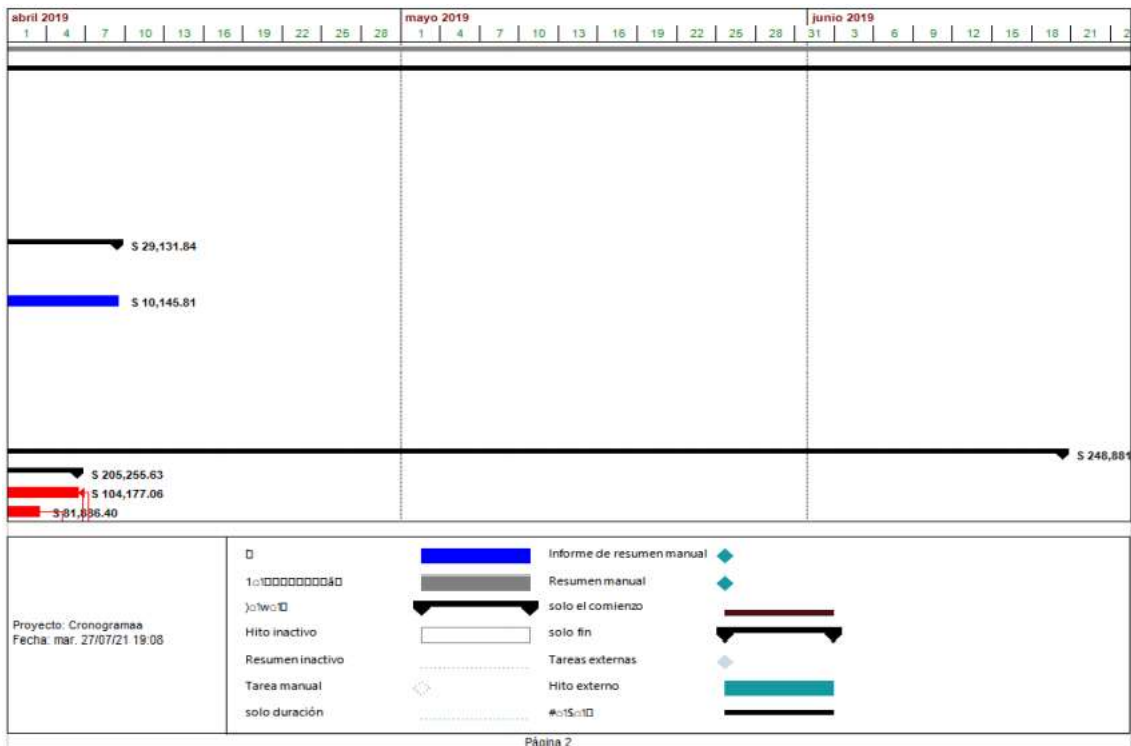 abril 2019 mayo 2019 junio 2019
1 4 7 10 13 16 19 22 25 28 1 4 7 10 13 16 19 22 25 28 31 3 6 9 12 15 18 21 2
S 29,131.84
S 10,145.81
S 248,881
S 205,255.63
S 104,177.06
S 81,886.40
Informe de resumen manual
Resumen manual
solo el comienzo
Proyecto: Cronogramaa
Fecha: mar. 27/07/21 19:08
Hito inactivo solo fin
Resumen inactivo Tareas externas
Tarea manual Hito externo
solo duración
Página 2